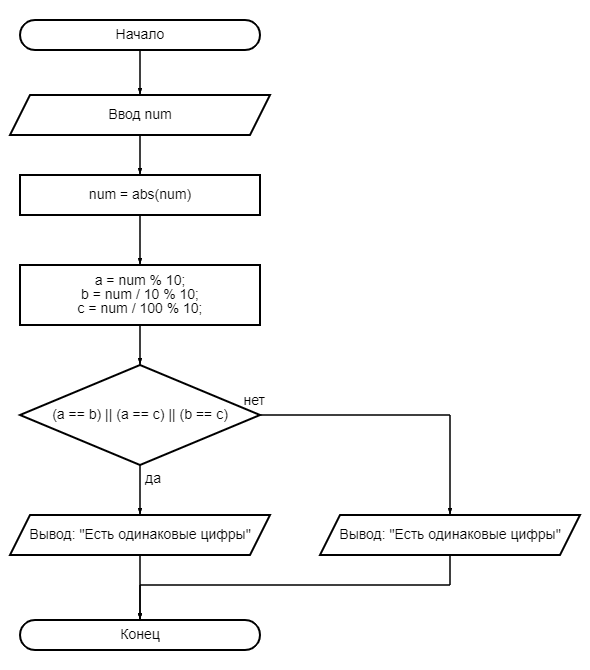 Начало
Ввод num
num = abs(num)
a = num % 10;
b = num / 10 % 10;
c = num / 100 % 10;
(a == b) || (a == c) || (b == c)
нет
да
Вывод: "Есть одинаковые цифры"
Вывод: "Есть одинаковые цифры"
Конец